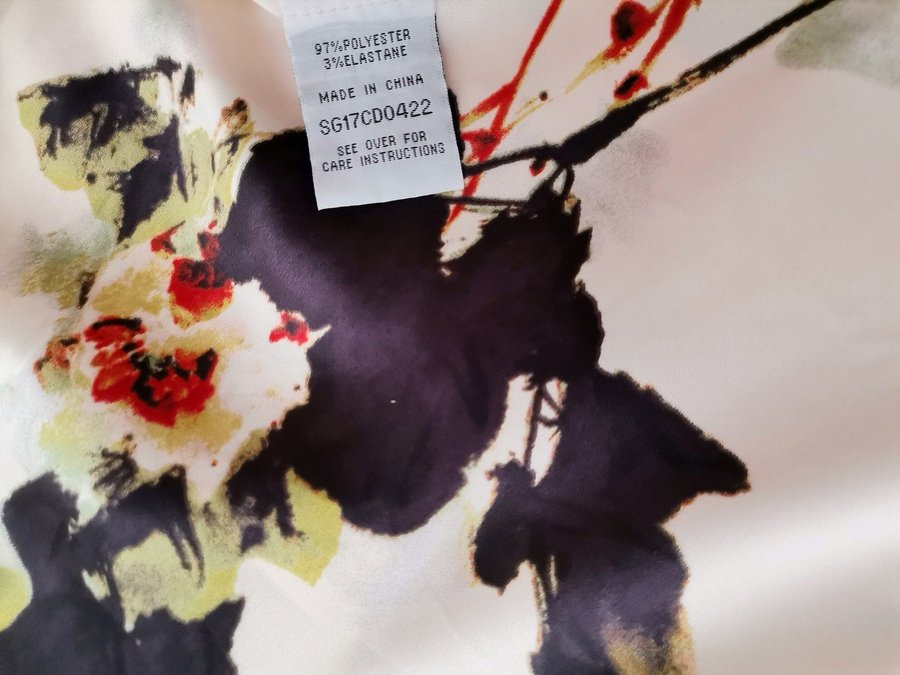 97%POLYESTER
3%ELASTANE
MADE IN CHINA
SG17CD0422
SEE OVER FOR
CARE INSTRUCTIONS